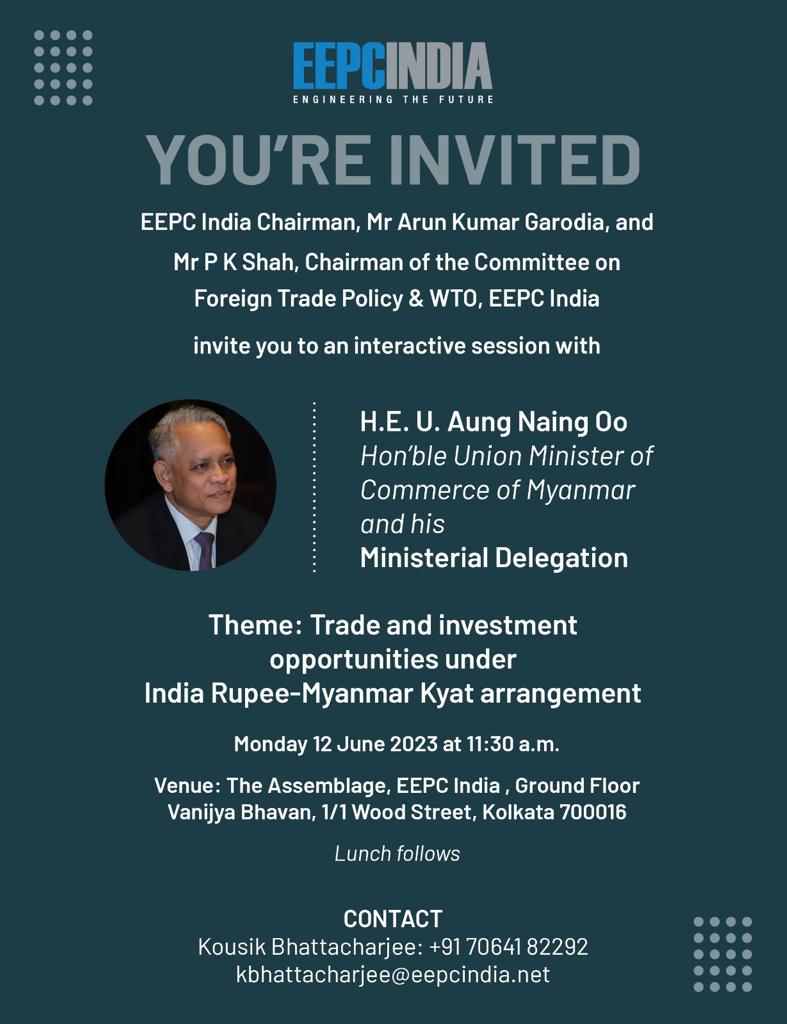 EEPCINDIA
ENGINEERING THE FUTURE
YOU'RE INVITED
EEPC India Chairman, Mr Arun Kumar Garodia, and
Mr P K Shah, Chairman of the Committee on
Foreign Trade Policy & WTO, EEPC India
invite you to an interactive session with
H.E. U. Aung Naing Oo
Hon'ble Union Minister of
Commerce of Myanmar
and his
Ministerial Delegation
Theme: Trade and investment
opportunities under
India Rupee-Myanmar Kyat arrangement
Monday 12 June 2023 at 11:30 a.m.
Venue: The Assemblage, EEPC India , Ground Floor
Vanijya Bhavan, 1/1 Wood Street, Kolkata 700016
Lunch follows
CONTACT
Kousik Bhattacharjee: +91 70641 82292
kbhattacharjee@eepcindia.net